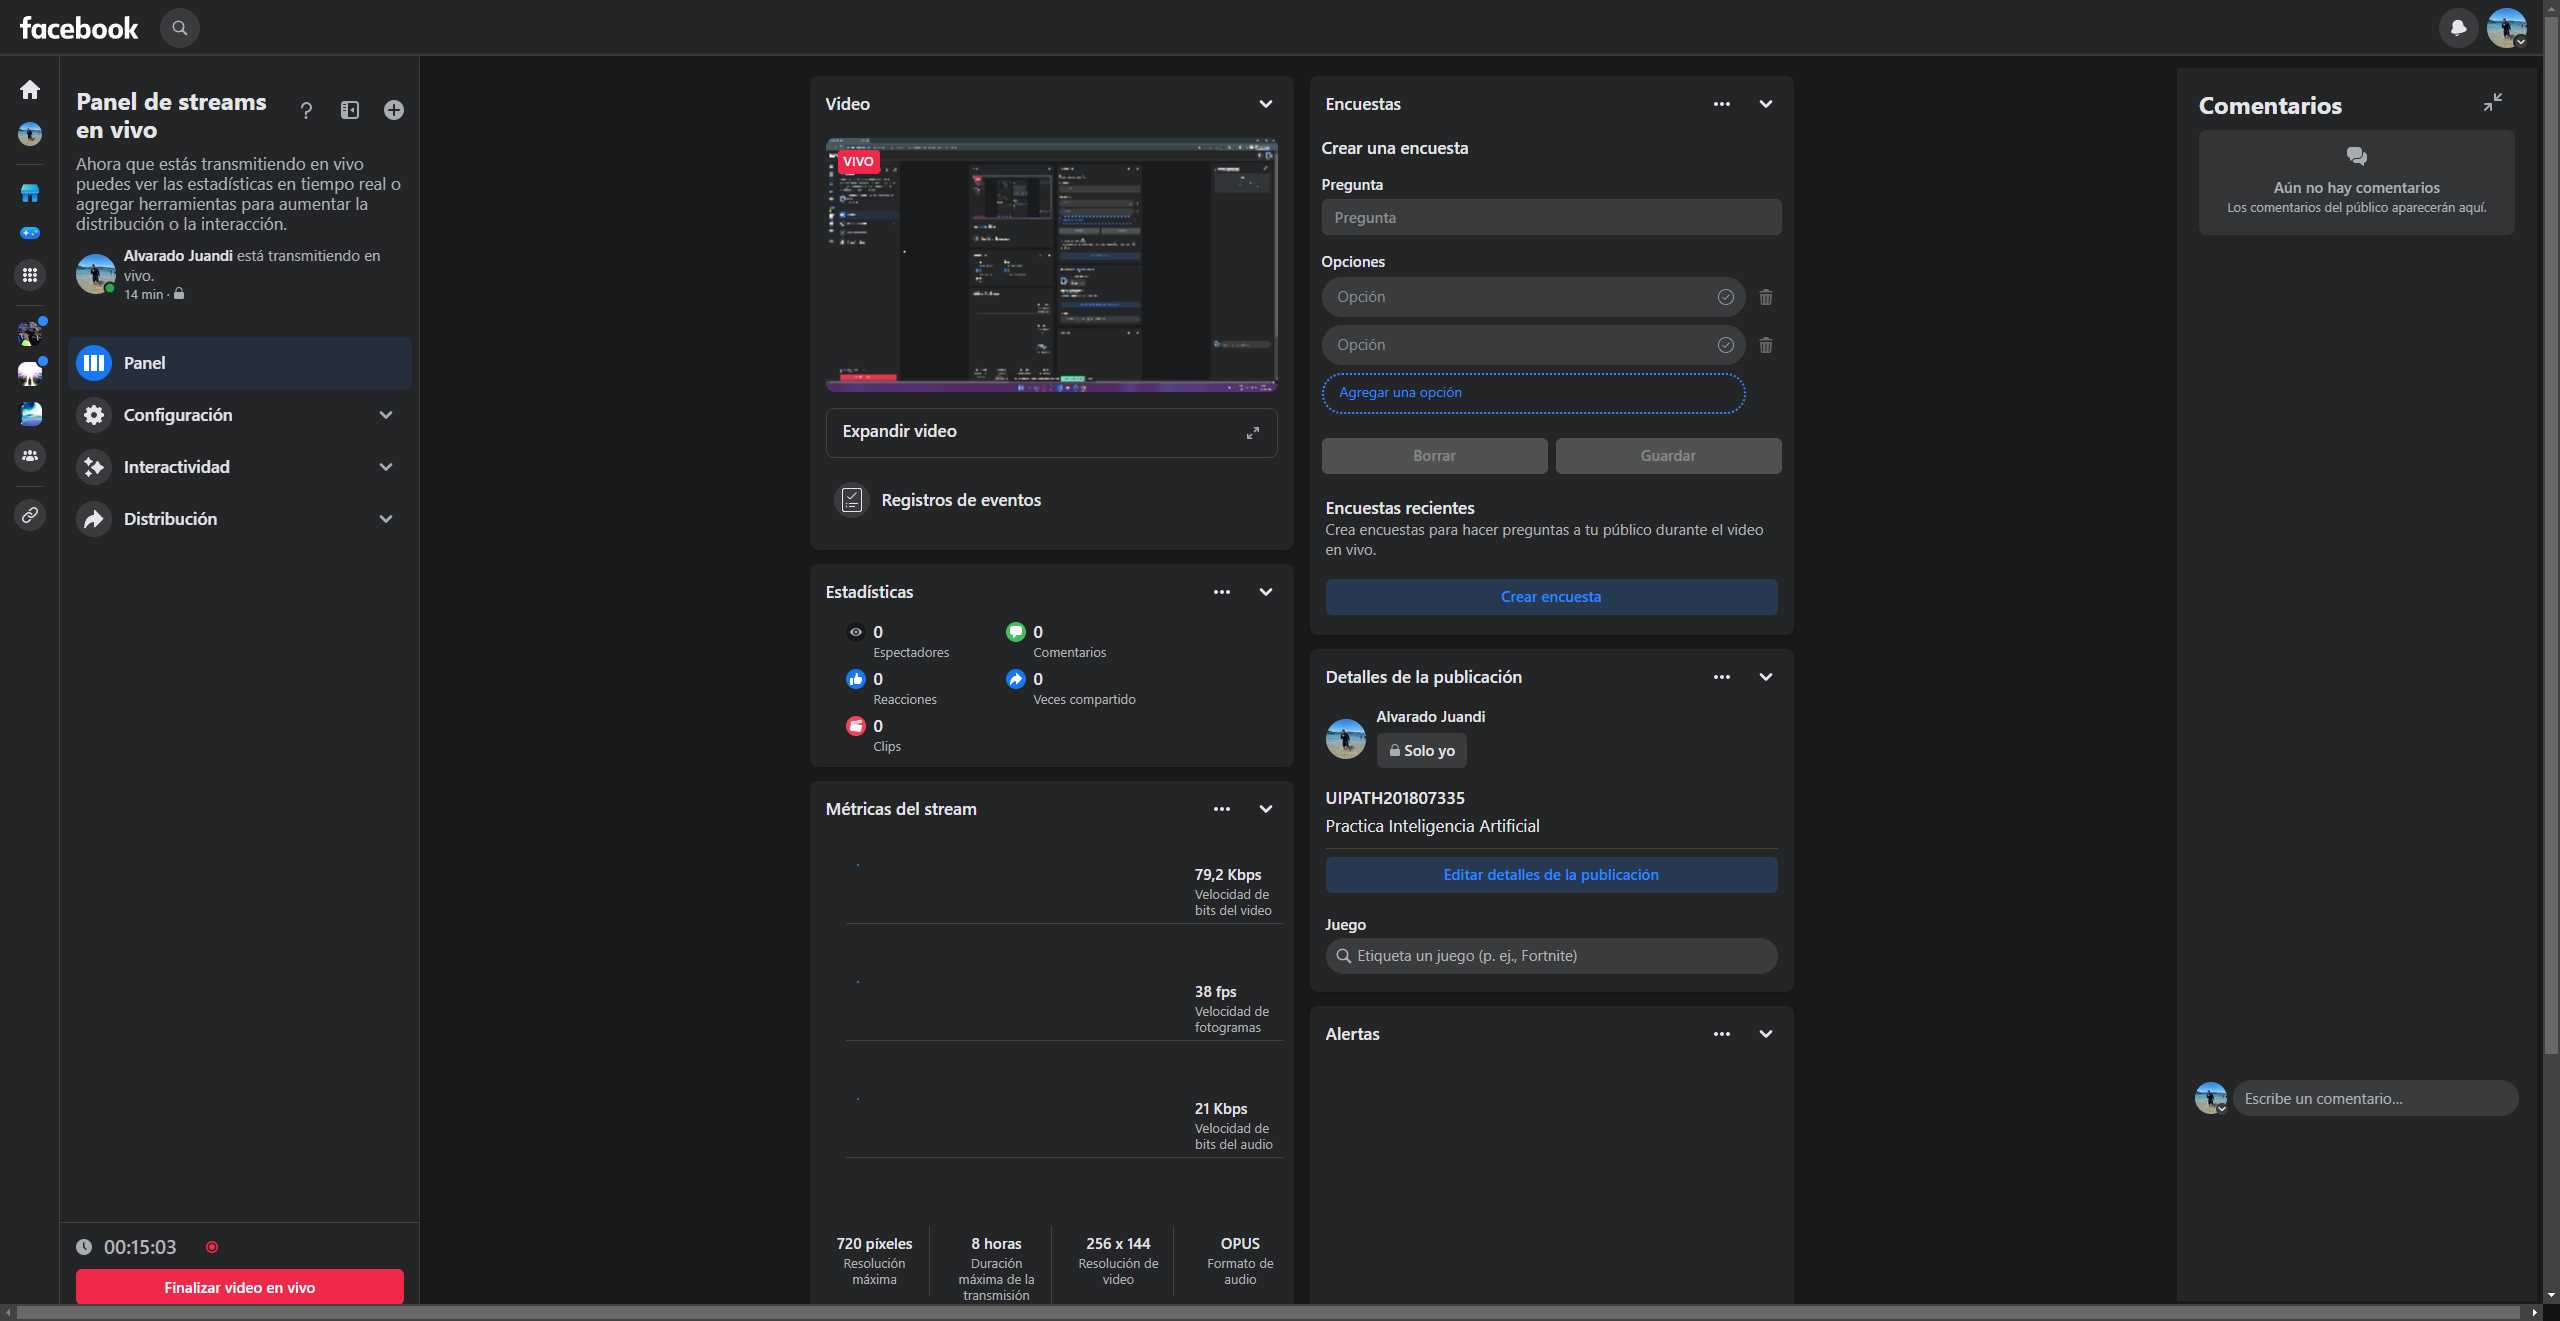 facebook
Panel de streams
en vivo
Ahora que estás transmitiendo en vivo
puedes ver las estadísticas en tiempo real o
agregar herramientas para aumentar la
distribución o la interacción.
Alvarado Juandi está transmitiendo en
vivo.
14 min ·
Panel
Configuración
Interactividad
Distribución
00:15:03
Finalizar video en vivo
Video
VIVO
Expandir video
Registros de eventos
Estadísticas
0
Espectadores
0
Comentarios
0
Reacciones
0
Veces compartido
0
Clips
Métricas del stream
79,2 Kbps
Velocidad de
bits del video
38 fps
Velocidad de
fotogramas
21 Kbps
Velocidad de
bits del audio
720 píxeles
Resolución
máxima
8 horas
Duración
máxima de la
transmisión
256 x 144
Resolución de
video
OPUS
Formato de
audio
Encuestas
Crear una encuesta
Pregunta
Pregunta
Opciones
Opción
Opción
Agregar una opción
Borrar
Guardar
Encuestas recientes
Crea encuestas para hacer preguntas a tu público durante el video
en vivo.
Crear encuesta
Detalles de la publicación
Alvarado Juandi
Solo yo
UIPATH201807335
Practica Inteligencia Artificial
Editar detalles de la publicación
Juego
Etiqueta un juego (p. ej., Fortnite)
Alertas
Comentarios
Aún no hay comentarios
Los comentarios del público aparecerán aquí.
Escribe un comentario...